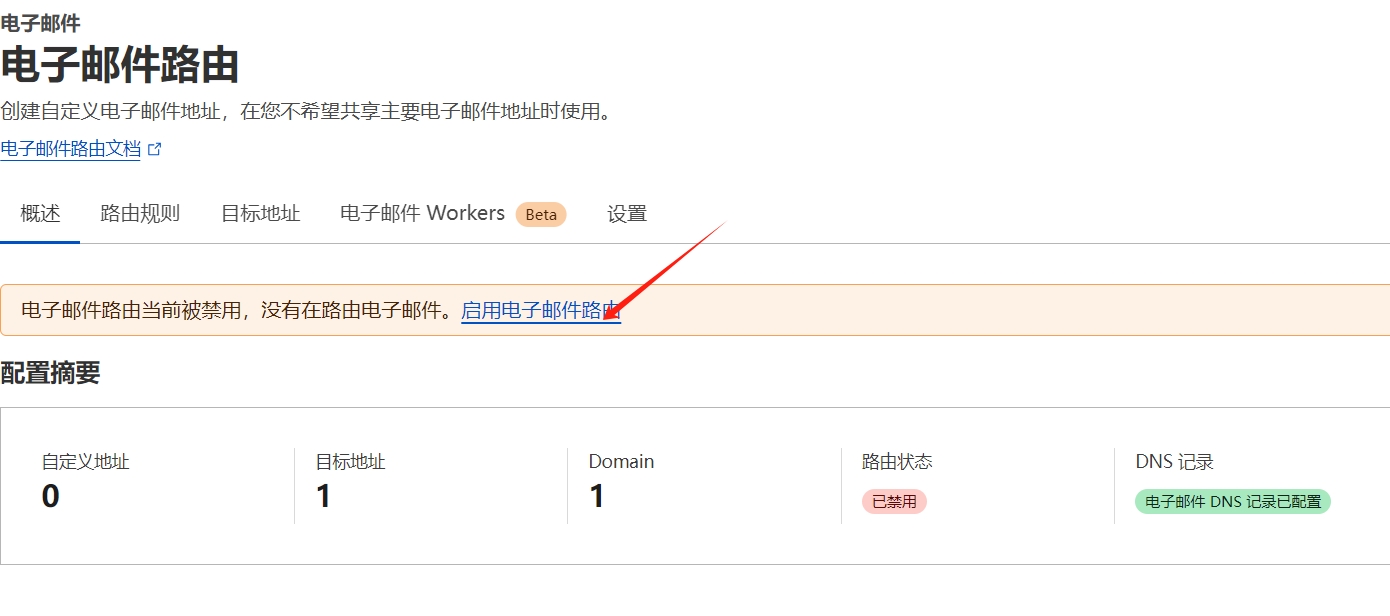 电子邮件
电子邮件路由
创建自定义电子邮件地址，在您不希望共享主要电子邮件地址时使用。
电子邮件路由文档
概述 路由规则 目标地址 电子邮件 Workers Beta 设置
电子邮件路由当前被禁用，没有在路由电子邮件。启用电子邮件路由
配置摘要
自定义地址 目标地址 Domain 路由状态 DNS 记录
0 1 1 已禁用 电子邮件 DNS 记录已配置